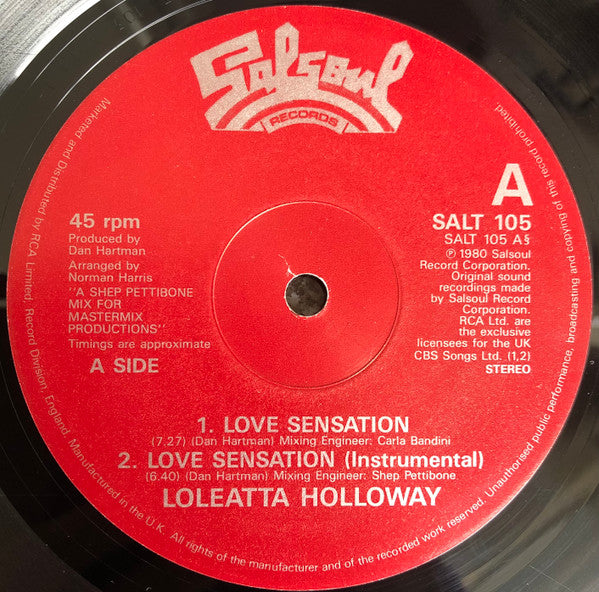 Salsoul
RECORDS
A
45 rpm
Produced by
Dan Hartman
Arranged by
Norman Harris
"A SHEP PETTIBONE
MIX FOR
MASTERMIX
PRODUCTIONS"
Timings are approximate
A SIDE
SALT 105
SALT 105 A§
℗ 1980 Salsoul
Record Corporation.
Original sound
recordings made
by Salsoul Record
Corporation.
RCA Ltd. are
the exclusive
licensees for the UK
CBS Songs Ltd. (1,2)
STEREO
1. LOVE SENSATION
(7.27) (Dan Hartman) Mixing Engineer: Carla Bandini
2. LOVE SENSATION (Instrumental)
(6.40) (Dan Hartman) Mixing Engineer: Shep Pettibone.
LOLEATTA HOLLOWAY
Marketed and Distributed by RCA Limited, Record Division, England. Manufactured in the U.K. All rights of the manufacturer and of the recorded work reserved. Unauthorised public performance, broadcasting and copying of this record prohibited.